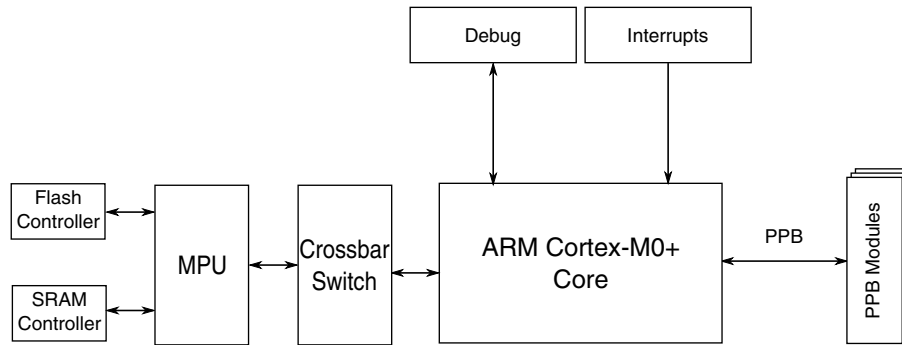 Debug
Interrupts
Flash
Controller
SRAM
Controller
MPU
Crossbar
Switch
ARM Cortex-M0+
Core
PPB
PPB Modules